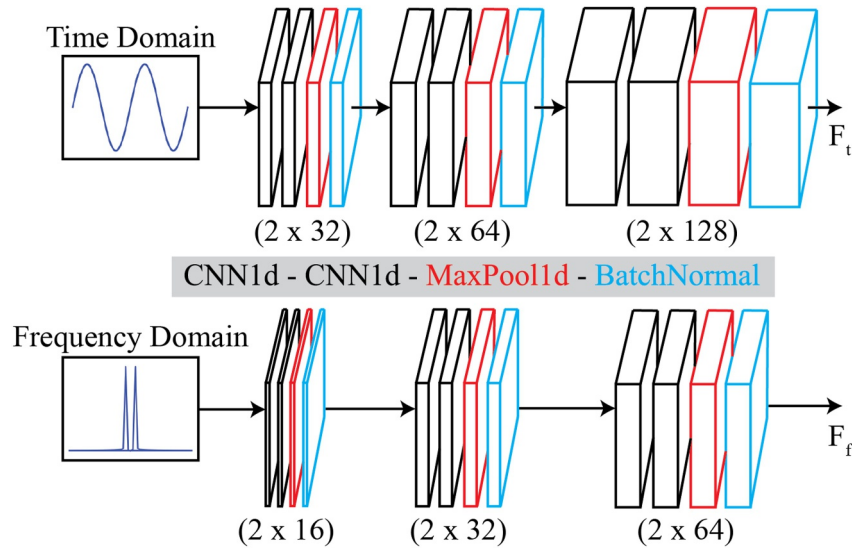 Time Domain
F_t
(2 x 32)
(2 x 64)
(2 x 128)
CNN1d - CNN1d - MaxPool1d - BatchNormal
Frequency Domain
F_f
(2 x 16)
(2 x 32)
(2 x 64)